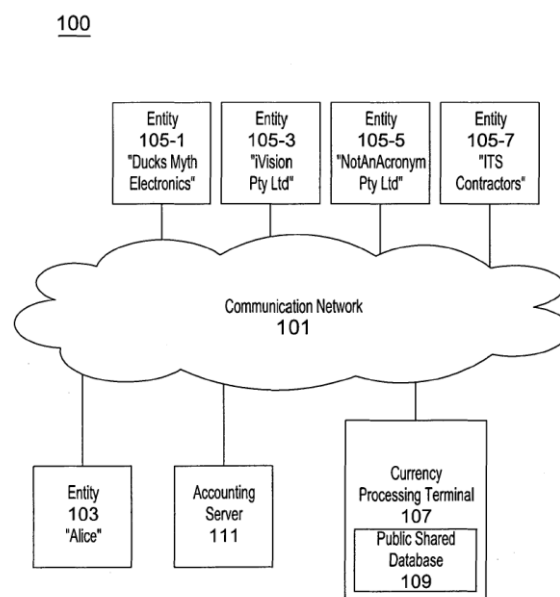 100
Entity
105-1
"Ducks Myth
Electronics"
Entity
105-3
"iVision
Pty Ltd"
Entity
105-5
"NotAnAcronym
Pty Ltd"
Entity
105-7
"ITS
Contractors"
Communication Network
101
Entity
103
"Alice"
Accounting
Server
111
Currency
Processing Terminal
107
Public Shared
Database
109